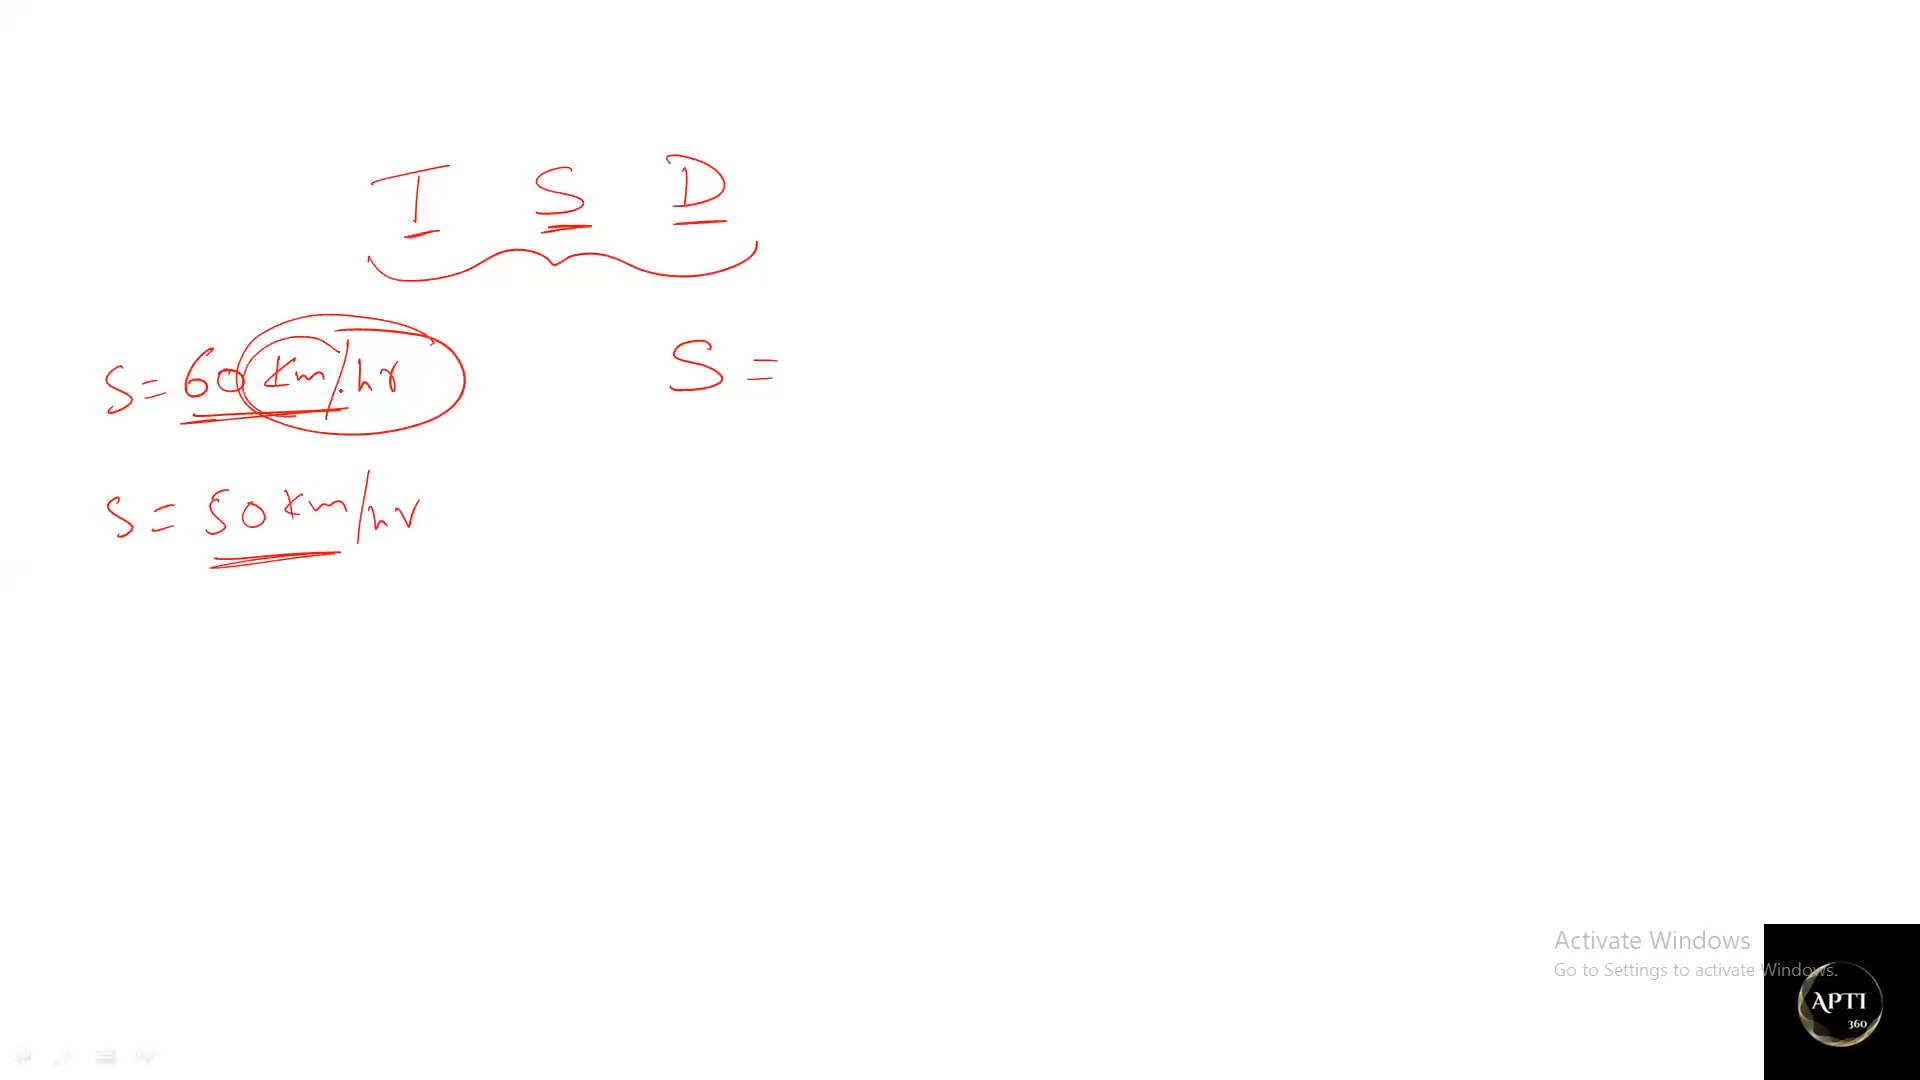 T S D
S = 60 km/hr
S =
S = 50 km/hr
Activate Windows
Go to Settings to activate Windows.
APTI
360